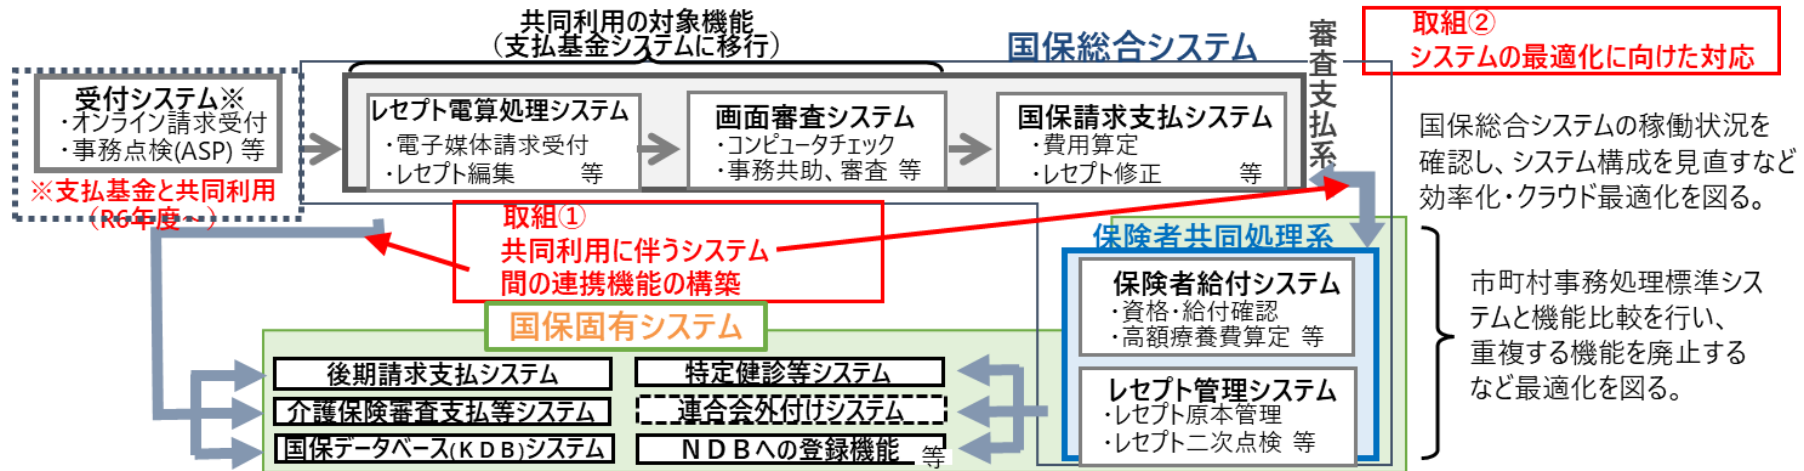 共同利用の対象機能
（支払基金システムに移行）
国保総合システム
審査支払系
取組②
システムの最適化に向けた対応
受付システム※
・オンライン請求受付
・事務点検(ASP) 等
※支払基金と共同利用
（R6年度～）
レセプト電算処理システム
・電子媒体請求受付
・レセプト編集 等
画面審査システム
・コンピュータチェック
・事務共助、審査 等
国保請求支払システム
・費用算定
・レセプト修正 等
国保総合システムの稼働状況を
確認し、システム構成を見直すなど
効率化・クラウド最適化を図る。
取組①
共同利用に伴うシステム
間の連携機能の構築
保険者共同処理系
保険者給付システム
・資格・給付確認
・高額療養費算定 等
レセプト管理システム
・レセプト原本管理
・レセプト二次点検 等
市町村事務処理標準シス
テムと機能比較を行い、
重複する機能を廃止する
など最適化を図る。
国保固有システム
後期請求支払システム
介護保険審査支払等システム
国保データベース(ＫＤＢ)システム
特定健診等システム
連合会外付けシステム
ＮＤＢへの登録機能 等